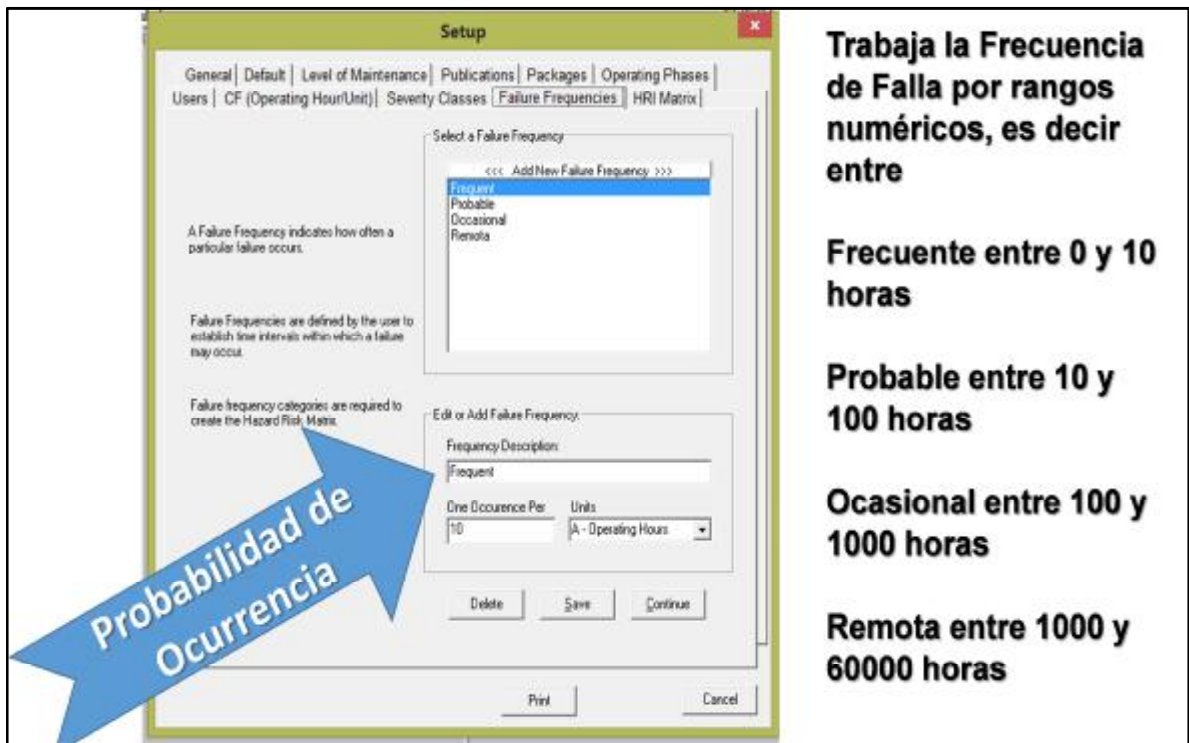 Setup
General Default Level of Maintenance Publications Packages Operating Phases
Users CF (Operating Hour/Unit) Severity Classes Failure Frequencies HRI Matrix
Select a Failure Frequency
<<< Add New Failure Frequency >>>
Frequent
Probable
Occasional
Remota
A Failure Frequency indicates how often a
particular failure occurs.
Failure Frequencies are defined by the user to
establish time intervals within which a failure
may occur.
Failure frequency categories are required to
create the Hazard Risk Matrix.
Edit or Add Failure Frequency:
Frequency Description:
Frequent
One Occurence Per Units
10 A - Operating Hours
Delete Save Continue
Print Cancel
Probabilidad de
Ocurrencia
Trabaja la Frecuencia
de Falla por rangos
numéricos, es decir
entre
Frecuente entre 0 y 10
horas
Probable entre 10 y
100 horas
Ocasional entre 100 y
1000 horas
Remota entre 1000 y
60000 horas